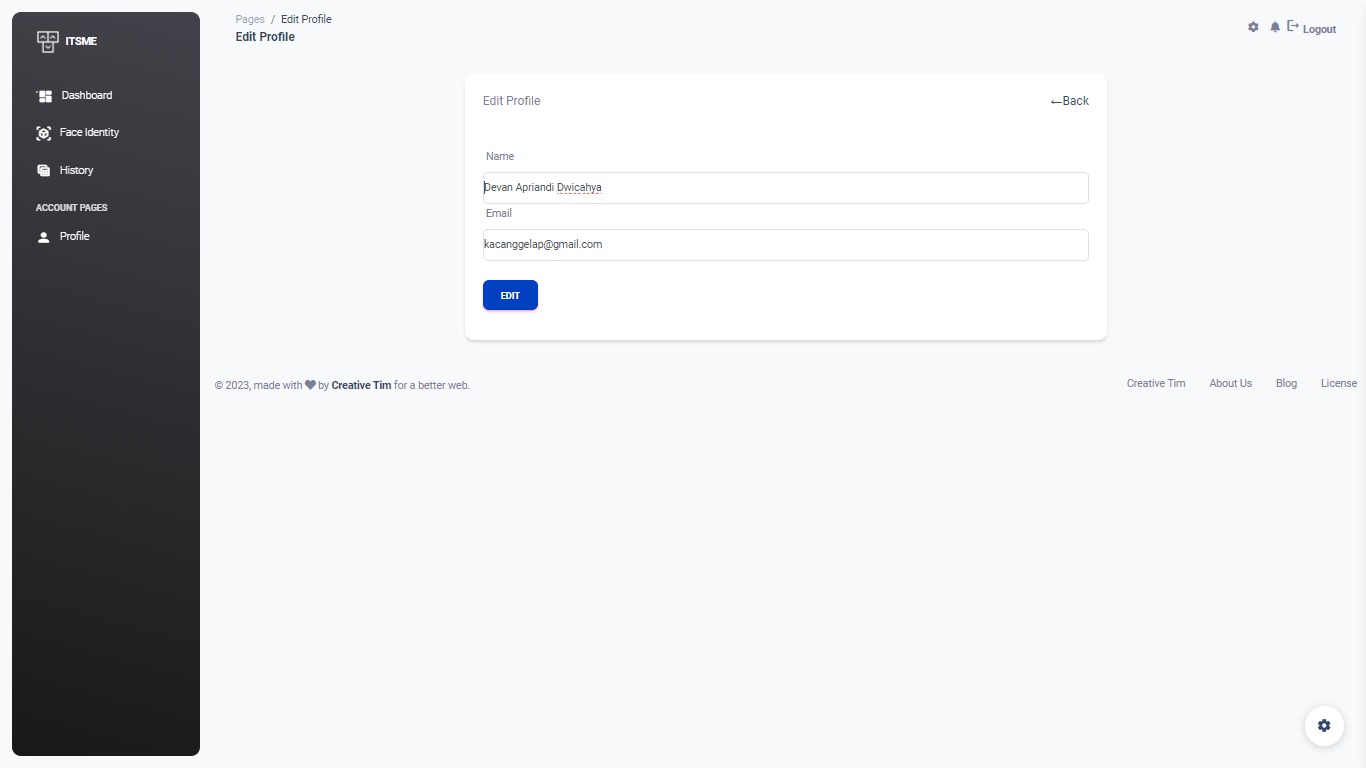 ITSME
Dashboard
Face Identity
History
ACCOUNT PAGES
Profile
Pages / Edit Profile
Edit Profile
Logout
Edit Profile
←Back
Name
Devan Apriandi Dwicahya
Email
kacanggelap@gmail.com
EDIT
© 2023, made with ♥ by Creative Tim for a better web.
Creative Tim About Us Blog License